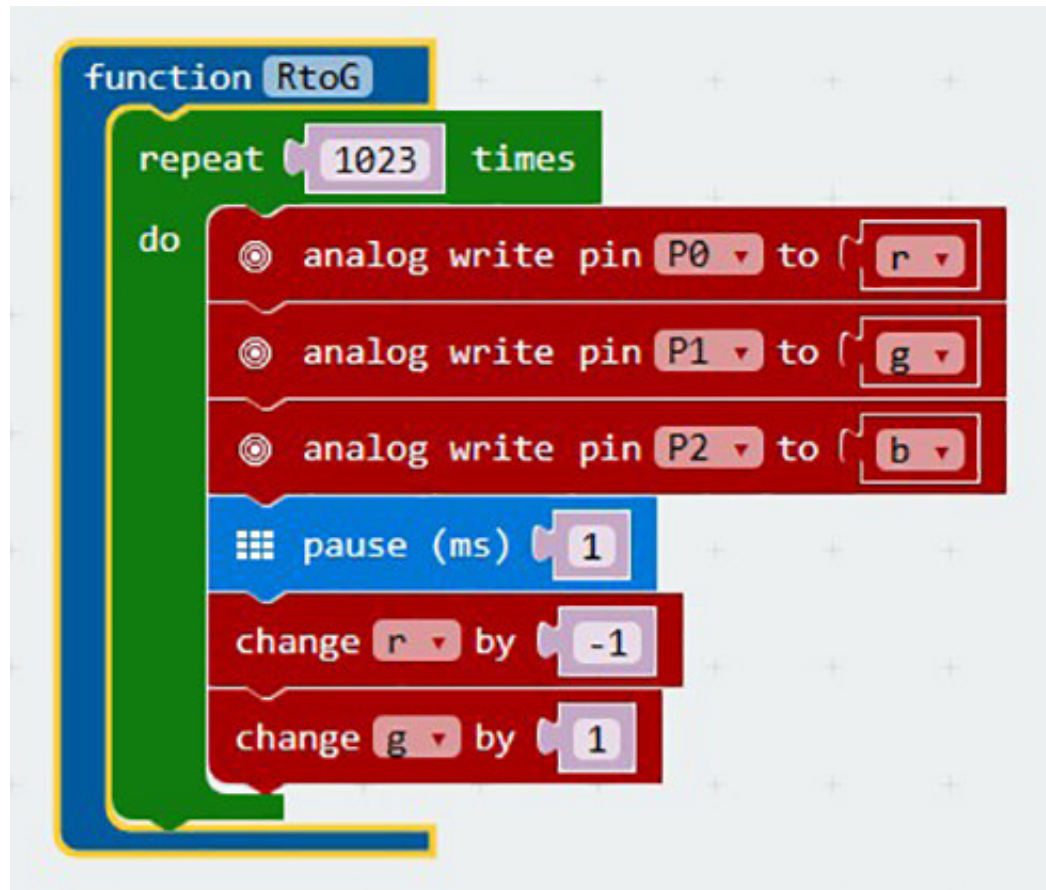 function RtoG
repeat 1023 times
do
analog write pin P0 to r
analog write pin P1 to g
analog write pin P2 to b
pause (ms) 1
change r by -1
change g by 1